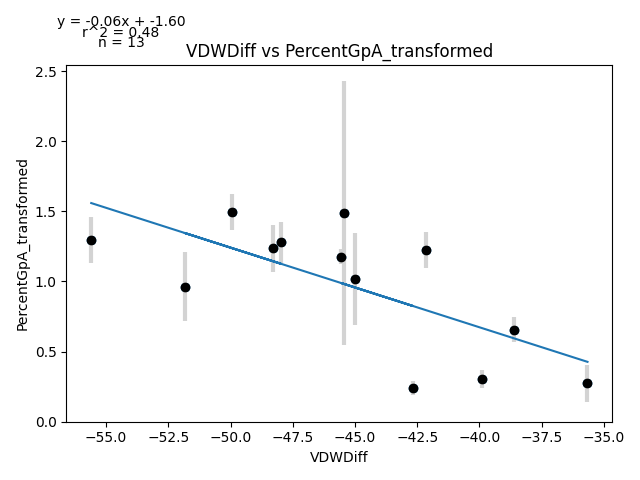 y = -0.06x + -1.60
r^2 = 0.48
n = 13
VDWDiff vs PercentGpA_transformed
PercentGpA_transformed
2.5
2.0
1.5
1.0
0.5
0.0
−55.0 −52.5 −50.0 −47.5 −45.0 −42.5 −40.0 −37.5 −35.0
VDWDiff